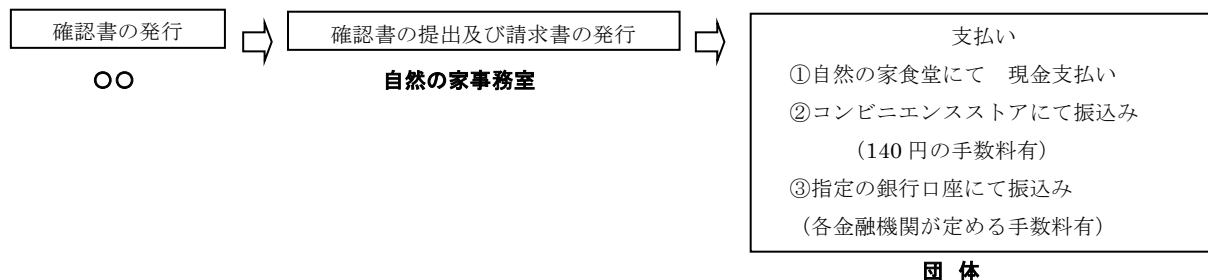 確認書の発行
○○
確認書の提出及び請求書の発行
自然の家事務室
支払い
①自然の家食堂にて　現金支払い
②コンビニエンスストアにて振込み
（140 円の手数料有）
③指定の銀行口座にて振込み
（各金融機関が定める手数料有）
団 体